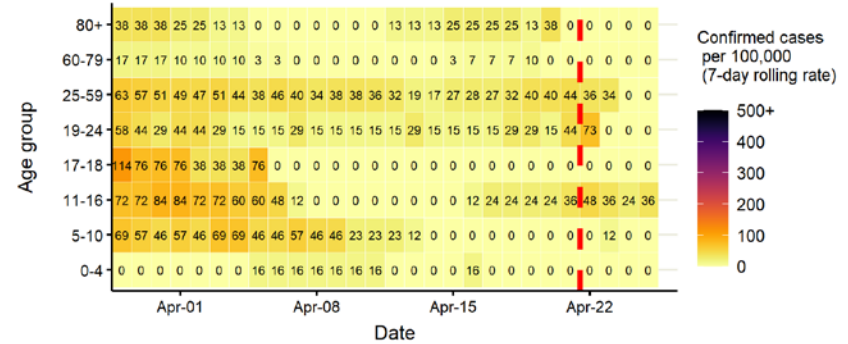 80+ 38 38 38 25 25 13 13 0 0 0 0 0 0 0 13 13 13 25 25 25 25 13 38 0 0 0 0 0
60-79 17 17 17 10 10 10 10 3 3 0 0 0 0 0 0 0 0 3 7 7 7 10 0 0 0 0 0 0
25-59 63 57 51 49 47 51 44 38 46 40 34 38 38 36 32 19 17 27 28 27 32 40 40 44 36 34 0 0
19-24 58 44 29 44 44 29 15 15 15 29 15 15 15 15 15 29 15 15 15 15 29 29 15 44 73 0 0 0
17-18 114 76 76 76 38 38 38 76 0 0 0 0 0 0 0 0 0 0 0 0 0 0 0 0 0 0 0 0
11-16 72 72 84 84 72 72 60 60 48 12 0 0 0 0 0 0 0 0 12 24 24 24 24 36 48 36 24 36
5-10 69 57 46 57 46 69 69 46 46 57 46 46 23 23 23 12 0 0 0 0 0 0 0 0 0 12 0 0
0-4 0 0 0 0 0 0 0 16 16 16 16 16 16 16 0 0 0 0 16 0 0 0 0 0 0 0 0 0
Age group
Apr-01 Apr-08 Apr-15 Apr-22
Date
Confirmed cases
per 100,000
(7-day rolling rate)
500+
400
300
200
100
0